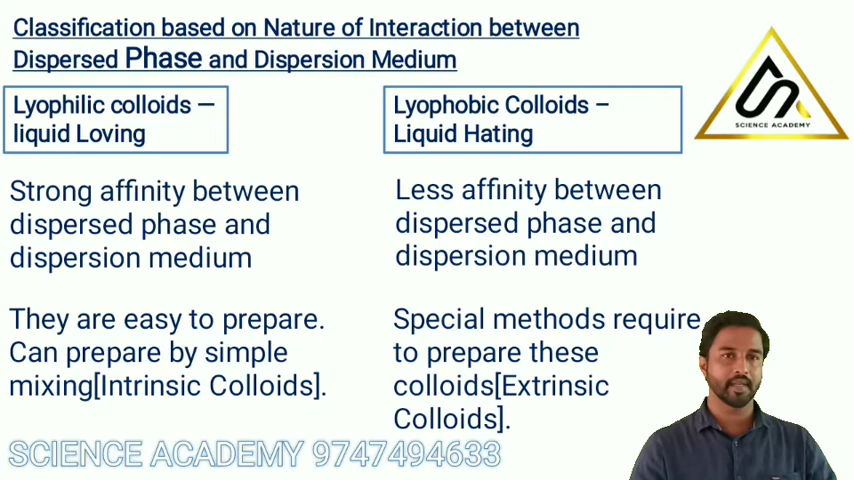 Classification based on Nature of Interaction between
Dispersed Phase and Dispersion Medium
Lyophilic colloids –
liquid Loving
Lyophobic Colloids –
Liquid Hating
SCIENCE ACADEMY
Strong affinity between
dispersed phase and
dispersion medium
Less affinity between
dispersed phase and
dispersion medium
They are easy to prepare.
Can prepare by simple
mixing[Intrinsic Colloids].
Special methods require
to prepare these
colloids[Extrinsic
Colloids].
SCIENCE ACADEMY 9747494633